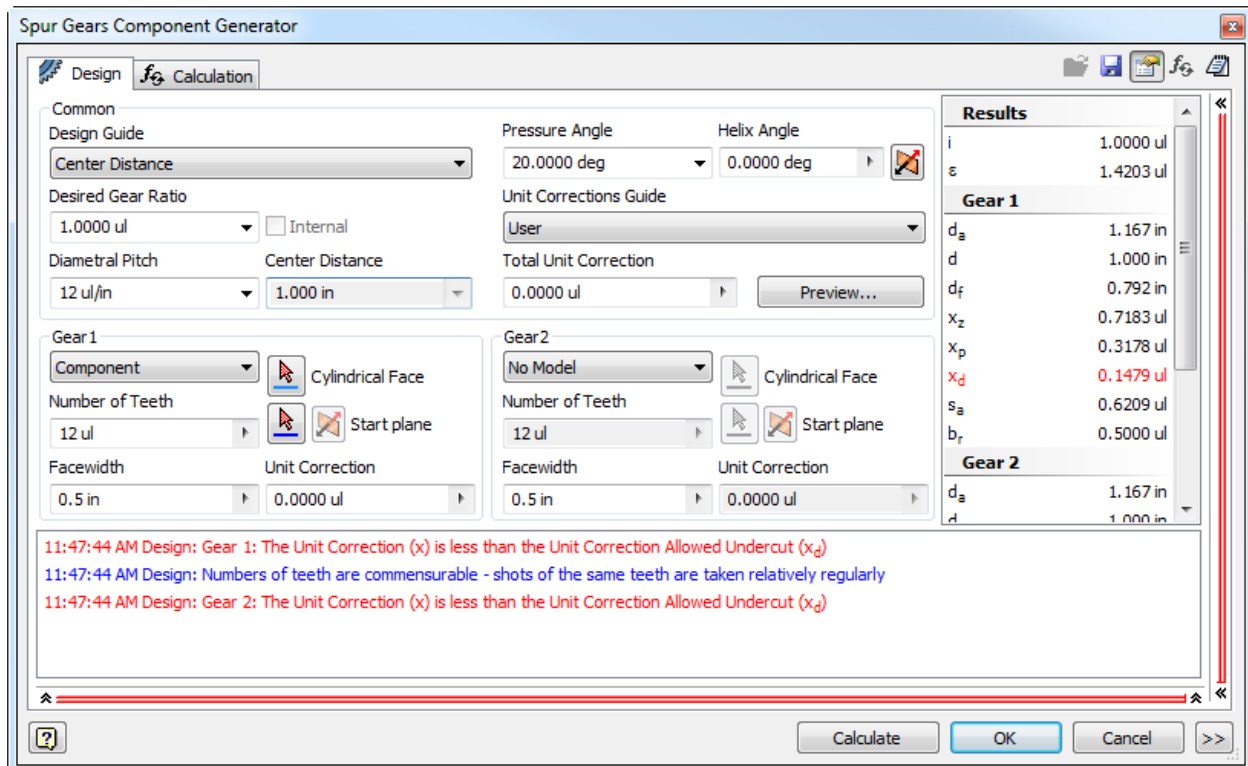 Spur Gears Component Generator
Design
Calculation
Common
Design Guide
Pressure Angle
Helix Angle
Center Distance
20.0000 deg
0.0000 deg
Desired Gear Ratio
Unit Corrections Guide
1.0000 ul
Internal
User
Diametral Pitch
Center Distance
Total Unit Correction
12 ul/in
1.000 in
0.0000 ul
Preview...
Gear1
Component
Cylindrical Face
Number of Teeth
12 ul
Start plane
Facewidth
Unit Correction
0.5 in
0.0000 ul
Gear2
No Model
Cylindrical Face
Number of Teeth
12 ul
Start plane
Facewidth
Unit Correction
0.5 in
0.0000 ul
Results
i 1.0000 ul
ε 1.4203 ul
Gear 1
da 1.167 in
d 1.000 in
df 0.792 in
xz 0.7183 ul
xp 0.3178 ul
xd 0.1479 ul
sa 0.6209 ul
br 0.5000 ul
Gear 2
da 1.167 in
d 1.000 in
11:47:44 AM Design: Gear 1: The Unit Correction (x) is less than the Unit Correction Allowed Undercut (xd)
11:47:44 AM Design: Numbers of teeth are commensurable - shots of the same teeth are taken relatively regularly
11:47:44 AM Design: Gear 2: The Unit Correction (x) is less than the Unit Correction Allowed Undercut (xd)
Calculate
OK
Cancel
>>